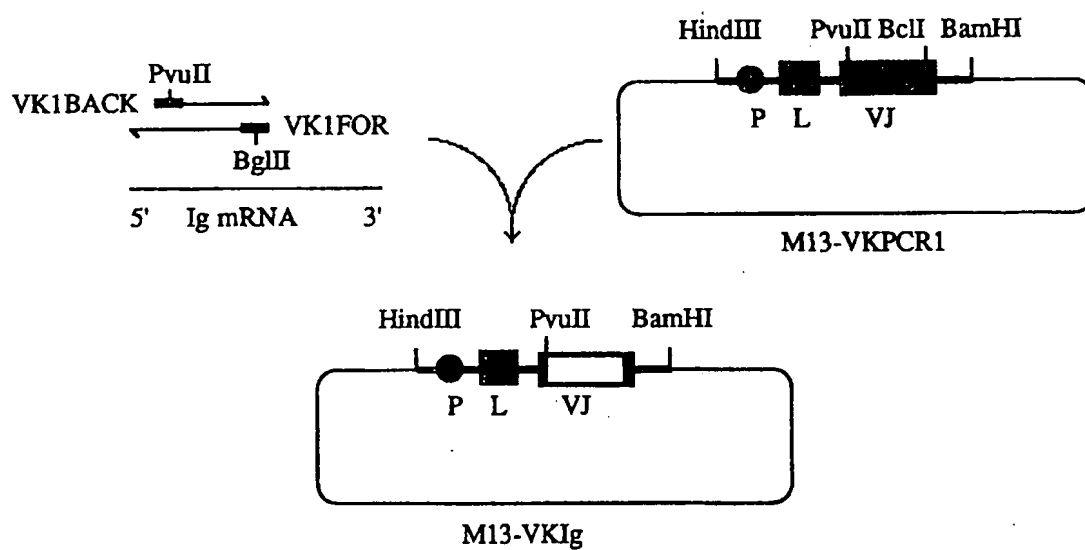 PvuII
VK1BACK
VK1FOR
BglII
5' Ig mRNA 3'
HindIII PvuII BclI BamHI
P L VJ
M13-VKPCR1
HindIII PvuII BamHI
P L VJ
M13-VKIg